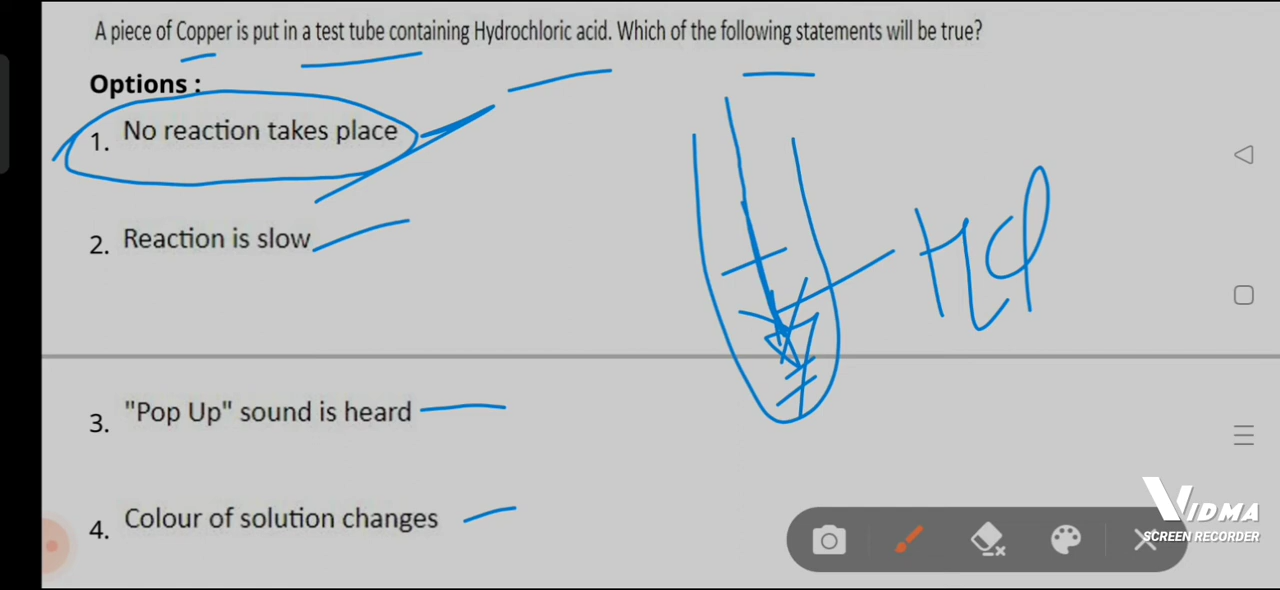 A piece of Copper is put in a test tube containing Hydrochloric acid. Which of the following statements will be true?
Options :
1. No reaction takes place
2. Reaction is slow
HCl
3. "Pop Up" sound is heard
4. Colour of solution changes
VIDMA
SCREEN RECORDER